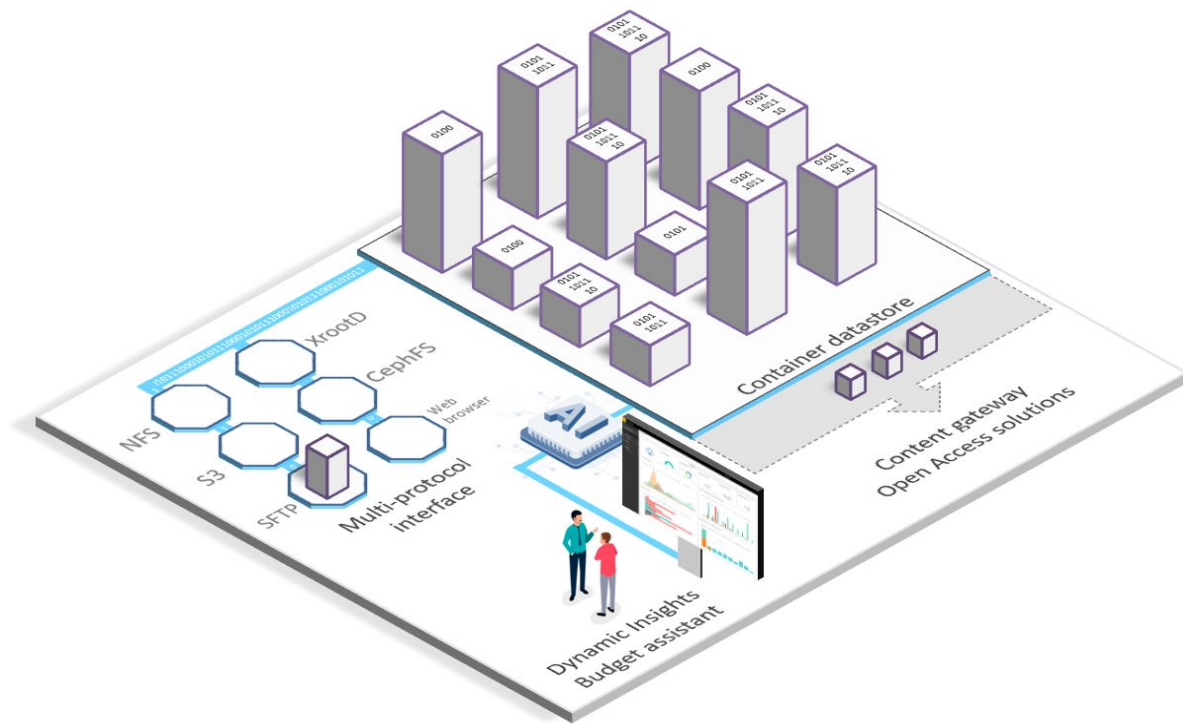 0101
1011
10
0101
1011
0100
0101
1011
10
0100
0101
1011
10
0101
1011
10
0101
1011
0101
0100
0101
1011
10
0101
1011
Container datastore
XrootD
CephFS
Web
browser
NFS
S3
SFTP
Multi-protocol
interface
AI
Content gateway
Open Access solutions
Dynamic Insights
Budget assistant